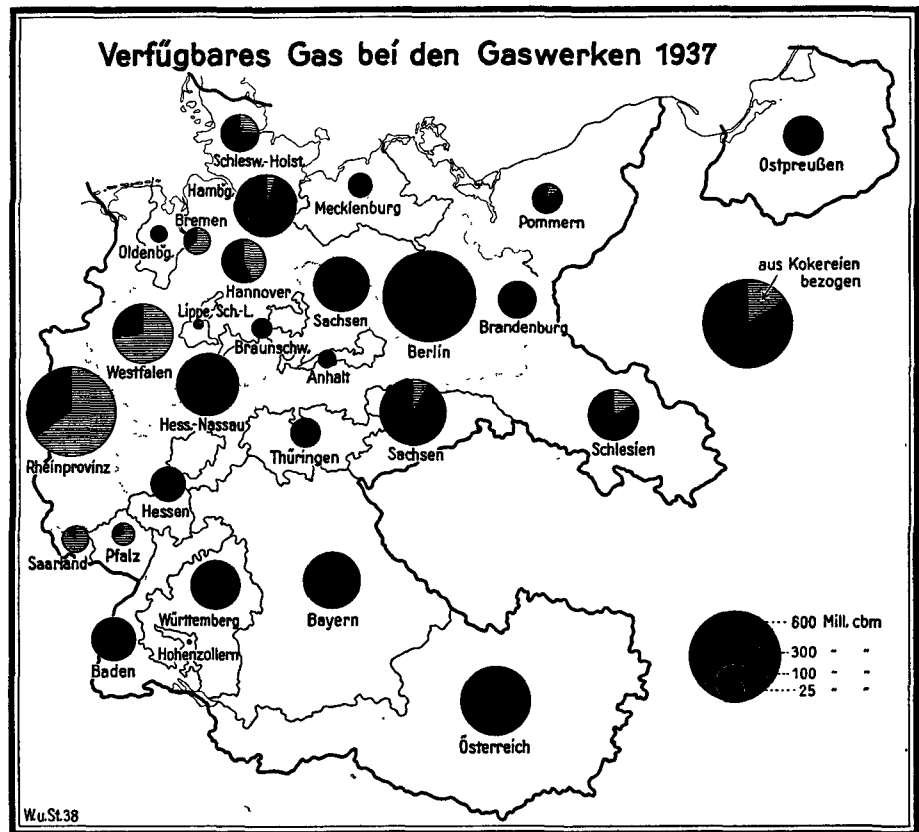 Verfügbares Gas bei den Gaswerken 1937
Schlesw.-Holst.
Hambg.
Mecklenburg
Pommern
Ostpreußen
Oldenbg.
Bremen
Hannover
Sachsen
Berlin
Brandenburg
aus Kokereien
bezogen
Lippe, Sch.-L.
Braunschw.
Anhalt
Westfalen
Hess.-Nassau
Rheinprovinz
Thüringen
Sachsen
Schlesien
Hessen
Saarland
Pfalz
Württemberg
Bayern
Hohenzollern
Baden
Österreich
600 Mill. cbm
300 " "
100 " "
25 " "
W.u.St.38